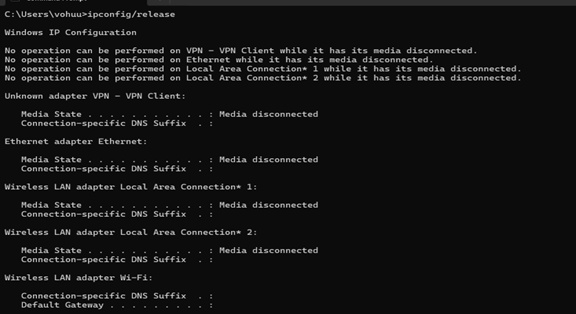 C:\Users\vohuu>ipconfig/release
Windows IP Configuration
No operation can be performed on VPN - VPN Client while it has its media disconnected.
No operation can be performed on Ethernet while it has its media disconnected.
No operation can be performed on Local Area Connection* 1 while it has its media disconnected.
No operation can be performed on Local Area Connection* 2 while it has its media disconnected.
Unknown adapter VPN - VPN Client:
Media State . . . . . . . . . . . : Media disconnected
Connection-specific DNS Suffix  . :
Ethernet adapter Ethernet:
Media State . . . . . . . . . . . : Media disconnected
Connection-specific DNS Suffix  . :
Wireless LAN adapter Local Area Connection* 1:
Media State . . . . . . . . . . . : Media disconnected
Connection-specific DNS Suffix  . :
Wireless LAN adapter Local Area Connection* 2:
Media State . . . . . . . . . . . : Media disconnected
Connection-specific DNS Suffix  . :
Wireless LAN adapter Wi-Fi:
Connection-specific DNS Suffix  . :
Default Gateway . . . . . . . . . :